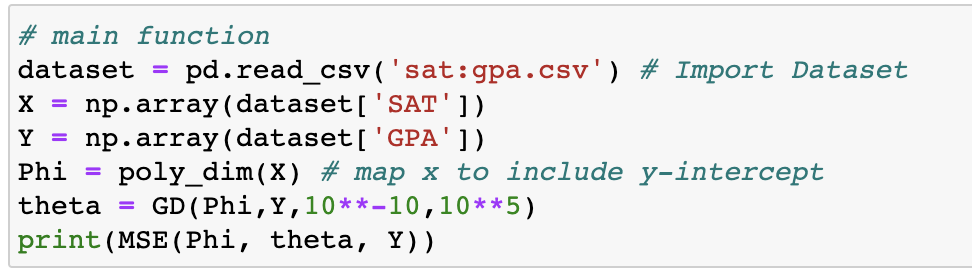 # main function
dataset = pd.read_csv('sat:gpa.csv') # Import Dataset
X = np.array(dataset['SAT'])
Y = np.array(dataset['GPA'])
Phi = poly_dim(X) # map x to include y-intercept
theta = GD(Phi,Y,10**-10,10**5)
print(MSE(Phi, theta, Y))